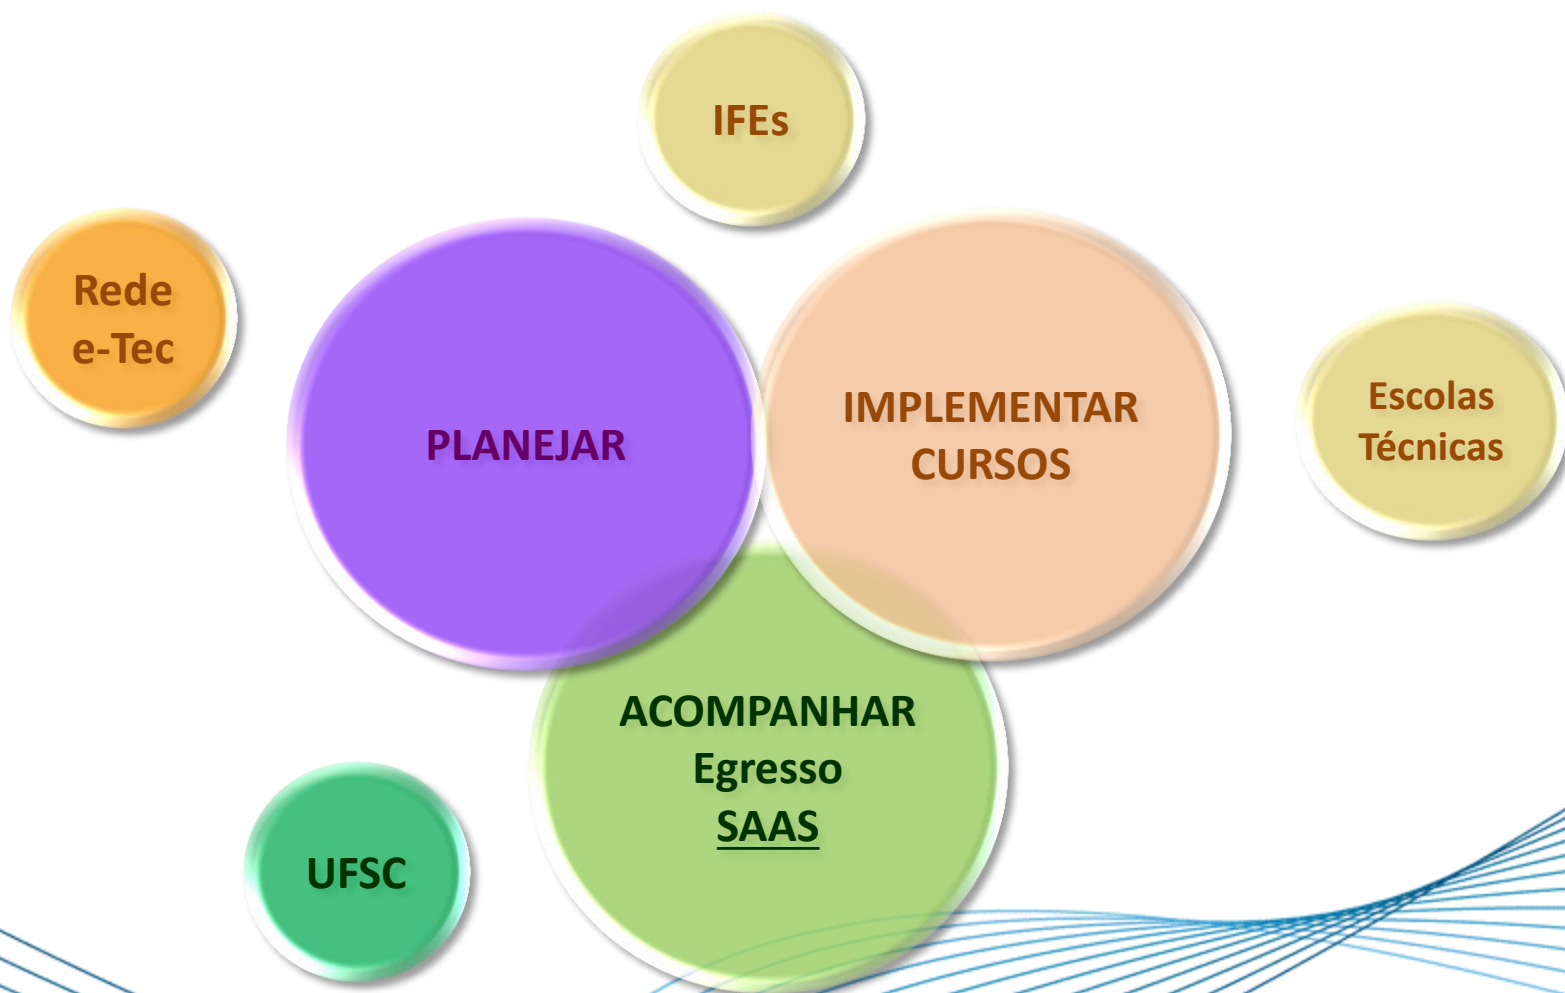 IFEs
Rede
e-Tec
PLANEJAR
IMPLEMENTAR
CURSOS
Escolas
Técnicas
ACOMPANHAR
Egresso
SAAS
UFSC